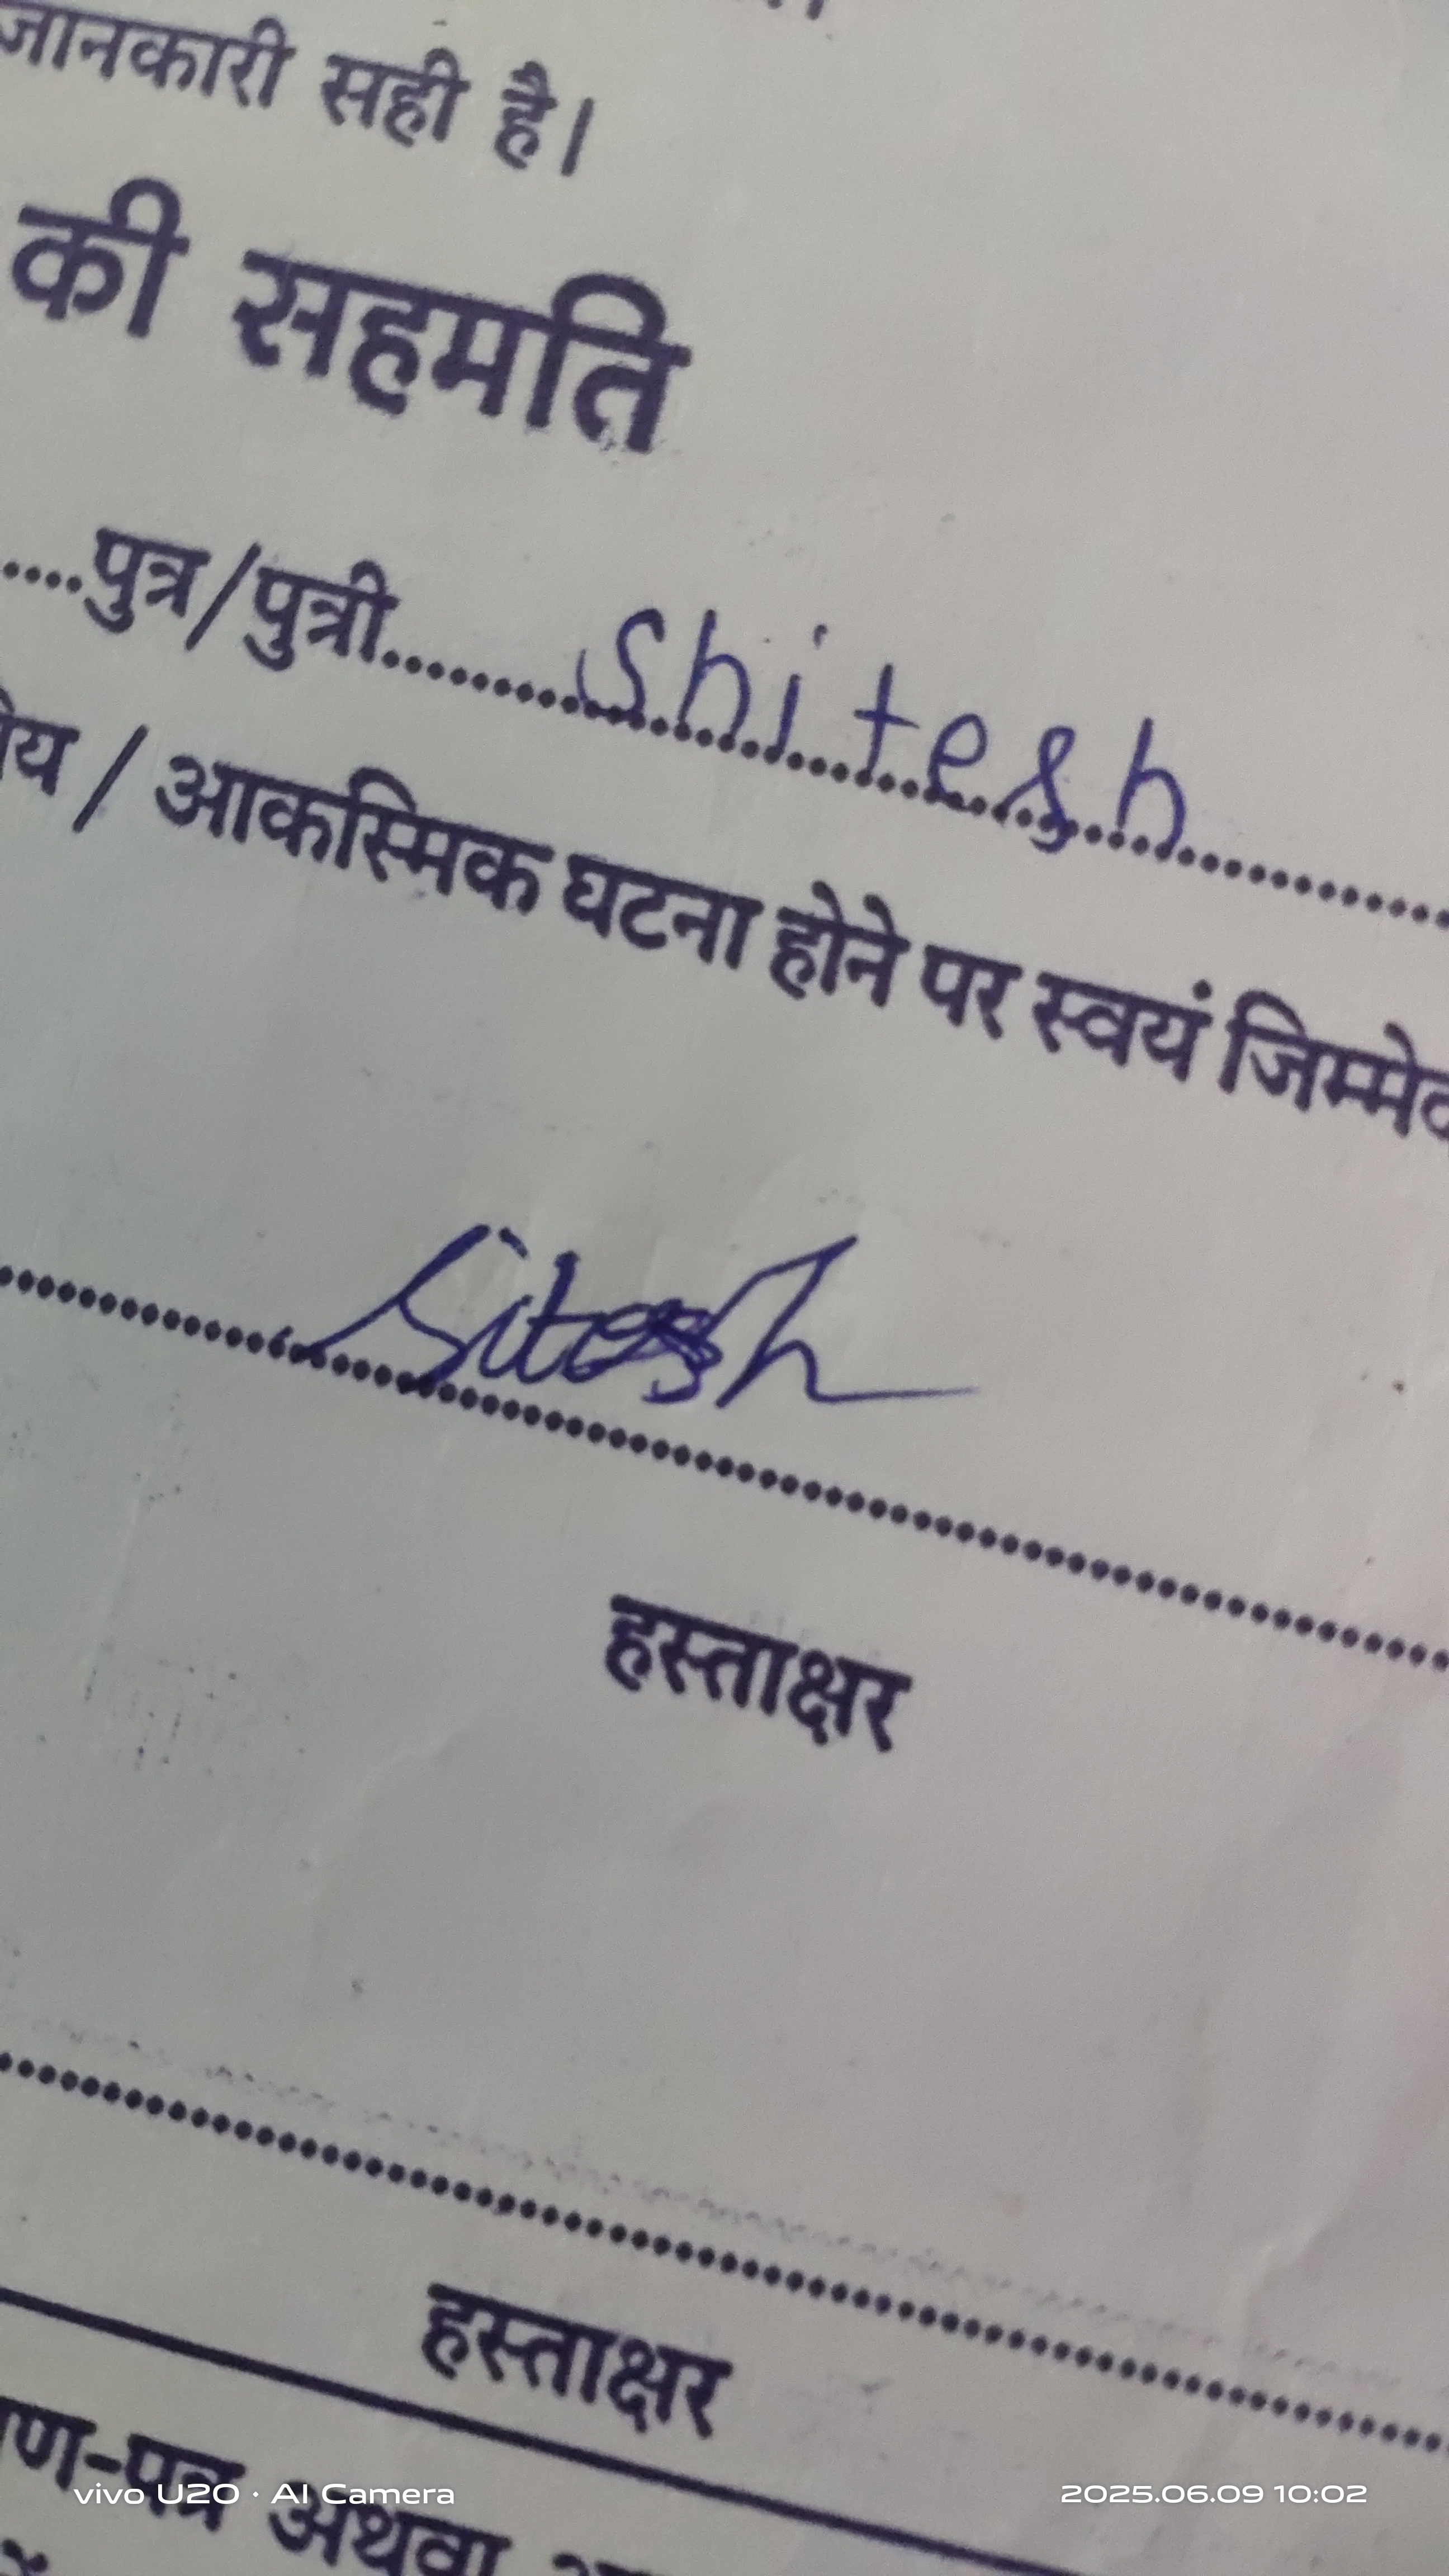 जानकारी सही है।
की सहमति
....पुत्र/पुत्री.......... Shitesh ..........
/ आकस्मिक घटना होने पर स्वयं
Sitesh
हस्ताक्षर
हस्ताक्षर
अथवा
vivo U20 · AI Camera
2025.06.09 10:02